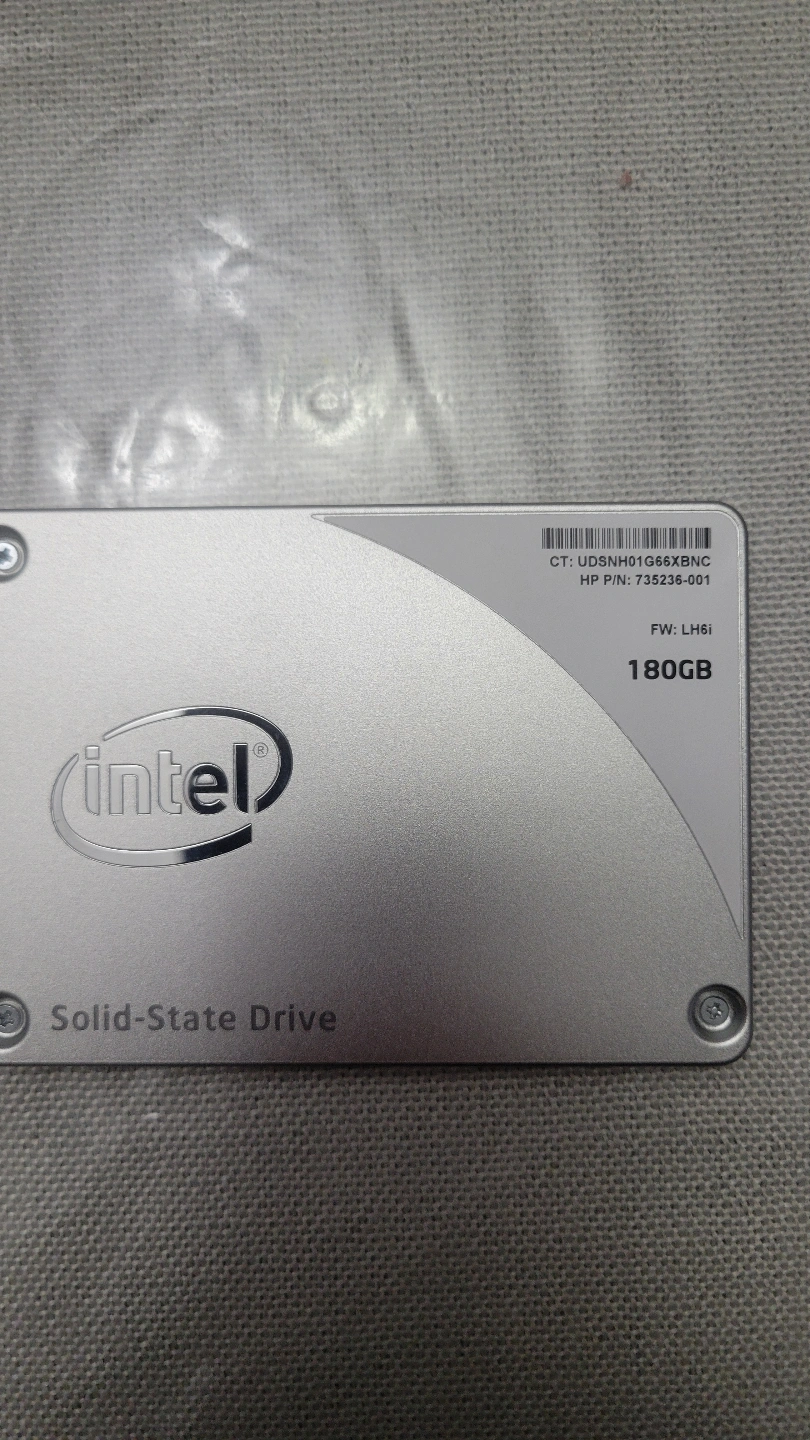 CT: UDSNH01G66XBNC
HP P/N: 735236-001
FW: LH6i
180GB
intel®
Solid-State Drive